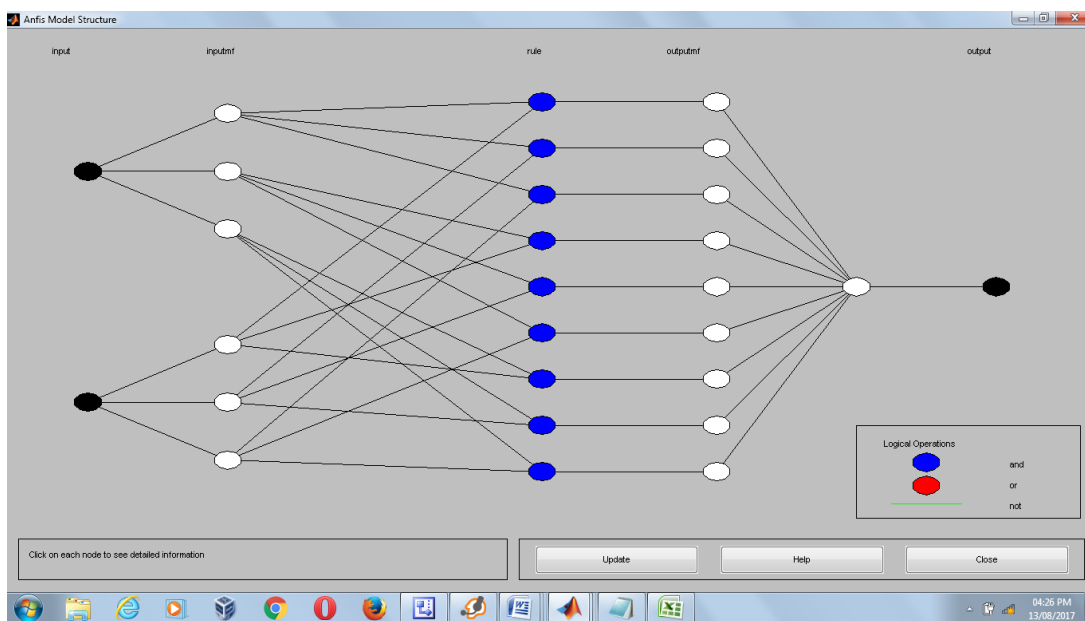 Anfis Model Structure
input inputmf rule outputmf output
Logical Operations
and
or
not
Click on each node to see detailed information
Update Help Close
04:26 PM
13/08/2017